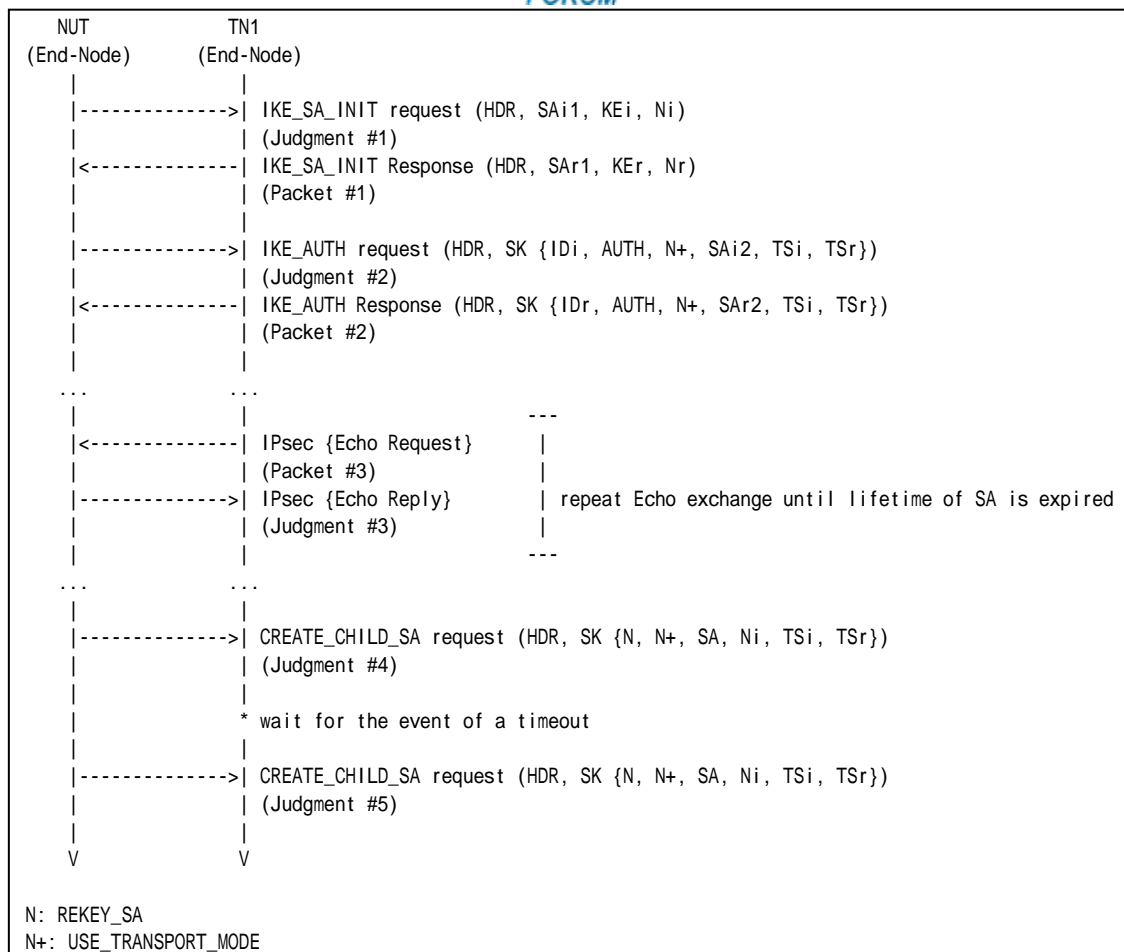 NUT TN1
(End-Node) (End-Node)
| |
|-------------->| IKE_SA_INIT request (HDR, SAi1, KEi, Ni)
| | (Judgment #1)
|<--------------| IKE_SA_INIT Response (HDR, SAr1, KEr, Nr)
| | (Packet #1)
| |
|-------------->| IKE_AUTH request (HDR, SK {IDi, AUTH, N+, SAi2, TSi, TSr})
| | (Judgment #2)
|<--------------| IKE_AUTH Response (HDR, SK {IDr, AUTH, N+, SAr2, TSi, TSr})
| | (Packet #2)
| |
... ...
| | ---
|<--------------| IPsec {Echo Request} |
| | (Packet #3) |
|-------------->| IPsec {Echo Reply} | repeat Echo exchange until lifetime of SA is expired
| | (Judgment #3) |
| | ---
... ...
| |
|-------------->| CREATE_CHILD_SA request (HDR, SK {N, N+, SA, Ni, TSi, TSr})
| | (Judgment #4)
| |
| * wait for the event of a timeout
| |
|-------------->| CREATE_CHILD_SA request (HDR, SK {N, N+, SA, Ni, TSi, TSr})
| | (Judgment #5)
| |
V V
N: REKEY_SA
N+: USE_TRANSPORT_MODE